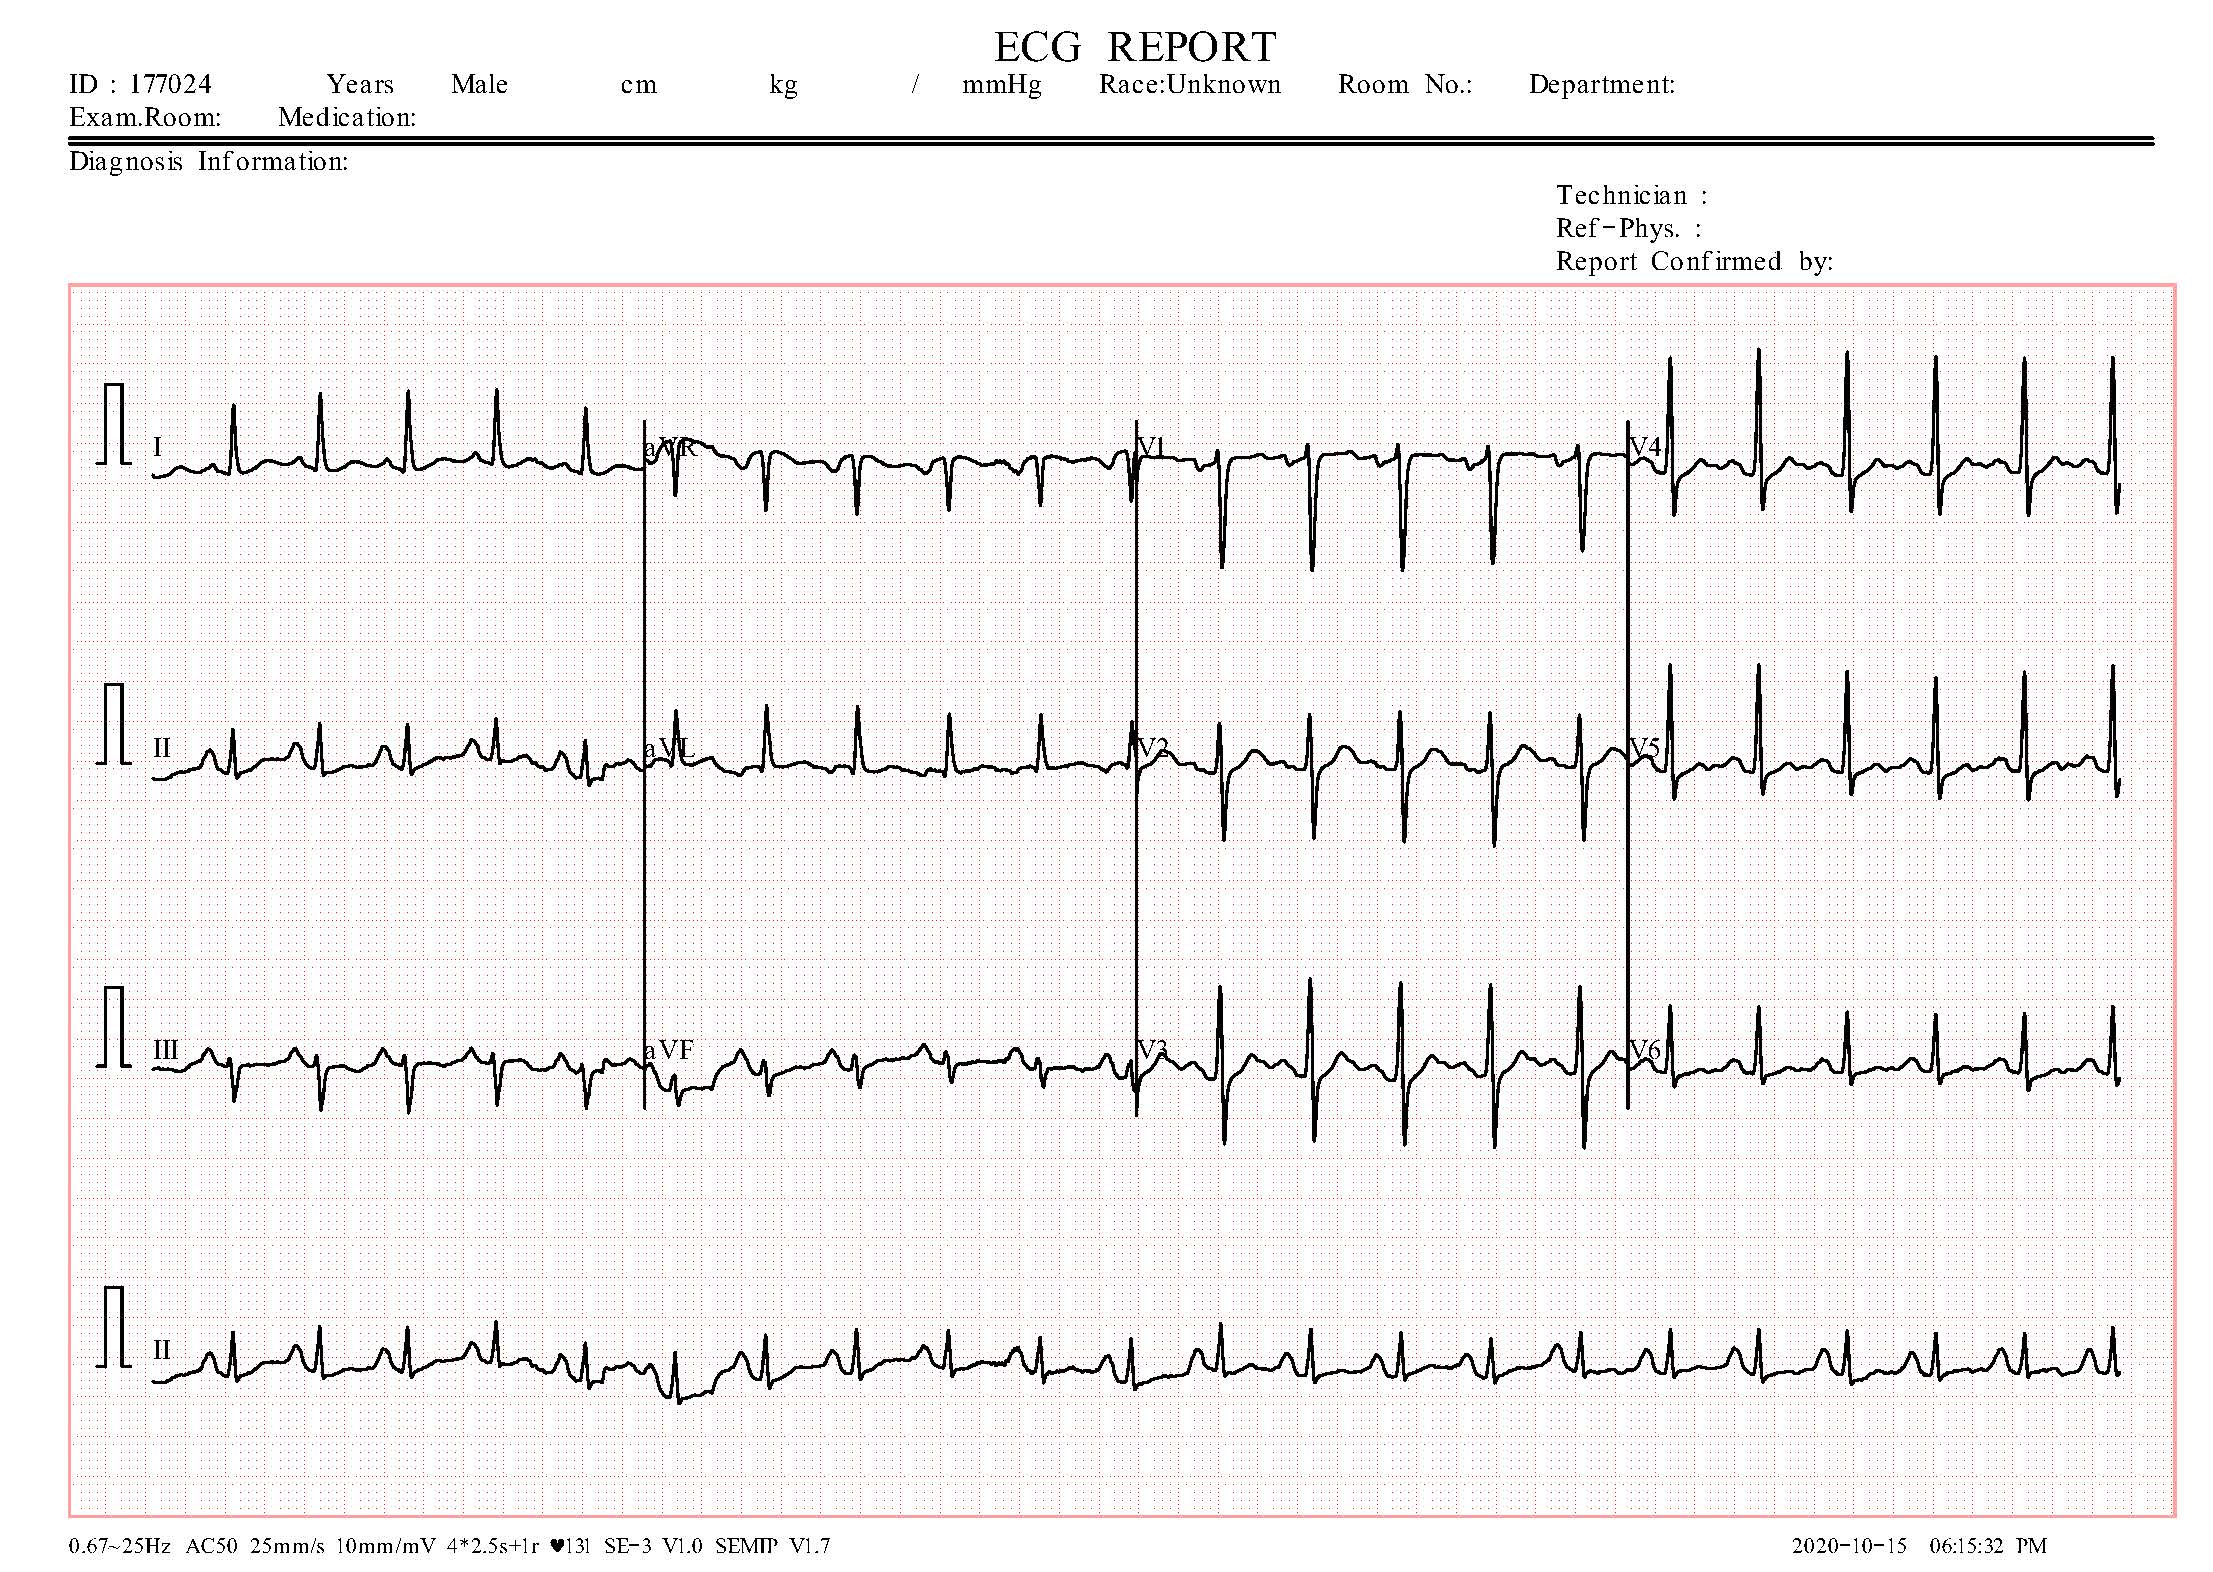 ECG REPORT
ID : 177024 Years Male cm kg / mmHg Race:Unknown Room No.: Department:
Exam.Room: Medication:
Diagnosis Information:
Technician :
Ref-Phys. :
Report Confirmed by:
I aVR V1 V4
II aVL V2 V5
III aVF V3 V6
II
0.67~25Hz AC50 25mm/s 10mm/mV 4*2.5s+1r ♥131 SE-3 V1.0 SEMIP V1.7 2020-10-15 06:15:32 PM